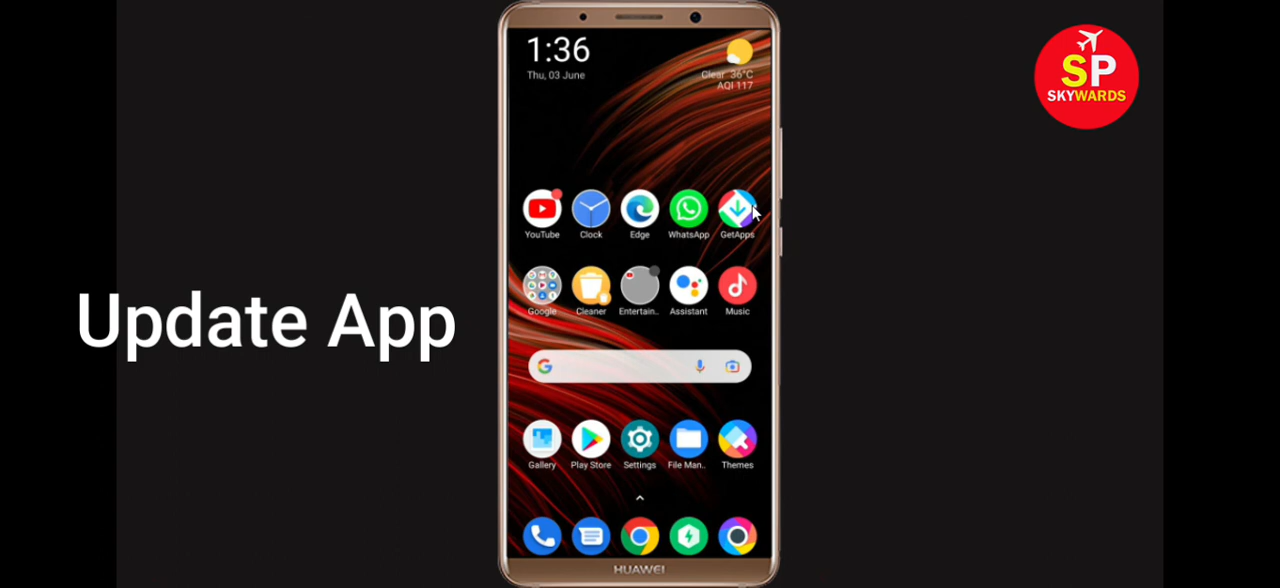 1:36
Thu, 03 June
Clear 36°C
AQI 117
SP
SKYWARDS
YouTube
Clock
Edge
WhatsApp
GetApps
Google
Cleaner
Entertain..
Assistant
Music
Update App
G
Gallery
Play Store
Settings
File Man..
Themes
HUAWEI